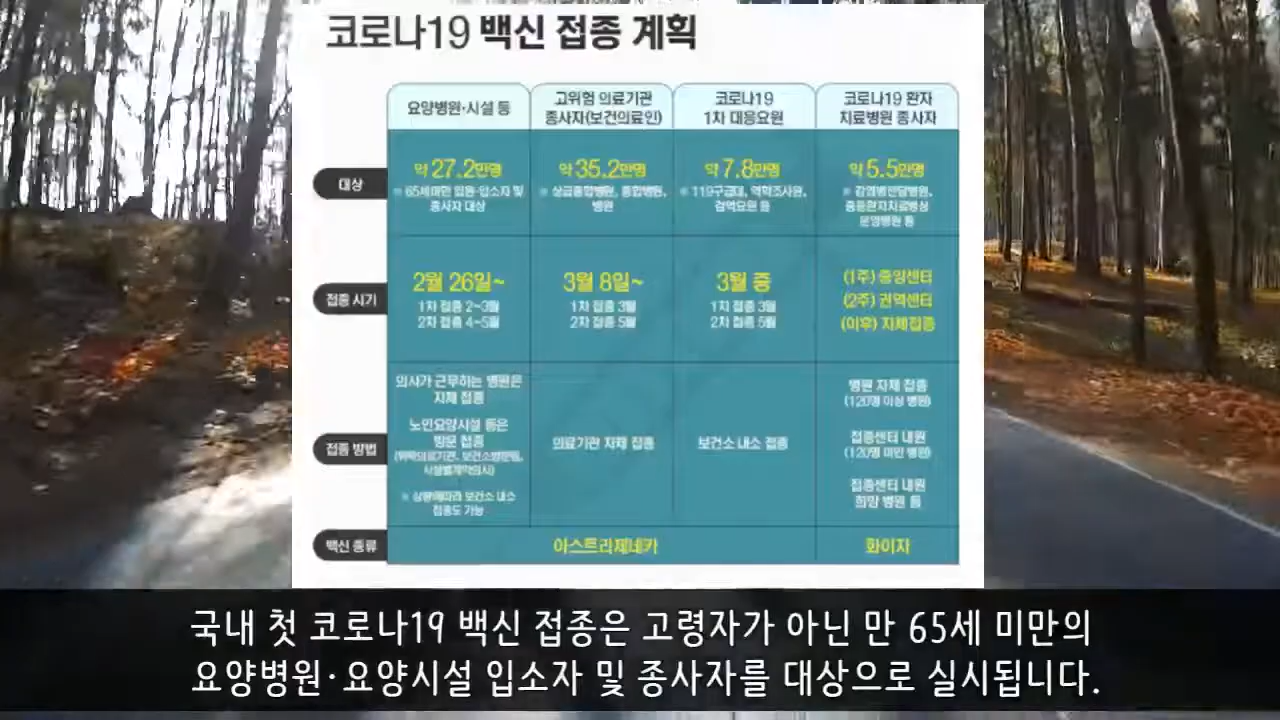 코로나19 백신 접종 계획
요양병원·시설 등
고위험 의료기관
종사자(보건의료인)
코로나19
1차 대응요원
코로나19 환자
치료병원 종사자
대상
약 27.2만명
※ 65세미만 입원·입소자 및
종사자 대상
약 35.2만명
※ 상급종합병원, 종합병원,
병원
약 7.8만명
※ 119구급대, 역학조사원,
검역요원 등
약 5.5만명
※ 감염병전담병원,
중증환자치료병상
운영병원 등
접종 시기
2월 26일~
1차 접종 2~3월
2차 접종 4~5월
3월 8일~
1차 접종 3월
2차 접종 5월
3월 중
1차 접종 3월
2차 접종 5월
(1주) 중앙센터
(2주) 권역센터
(이후) 자체접종
접종 방법
의사가 근무하는 병원은
자체 접종
노인요양시설 등은
방문 접종
(위탁의료기관, 보건소방문팀,
시설별계약의사)
※ 상황에따라 보건소 내소
접종도 가능
의료기관 자체 접종
보건소 내소 접종
병원 자체 접종
(120명 이상 병원)
접종센터 내원
(120명 미만 병원)
접종센터 내원
희망 병원 등
백신 종류
아스트라제네카
화이자
국내 첫 코로나19 백신 접종은 고령자가 아닌 만 65세 미만의
요양병원·요양시설 입소자 및 종사자를 대상으로 실시됩니다.